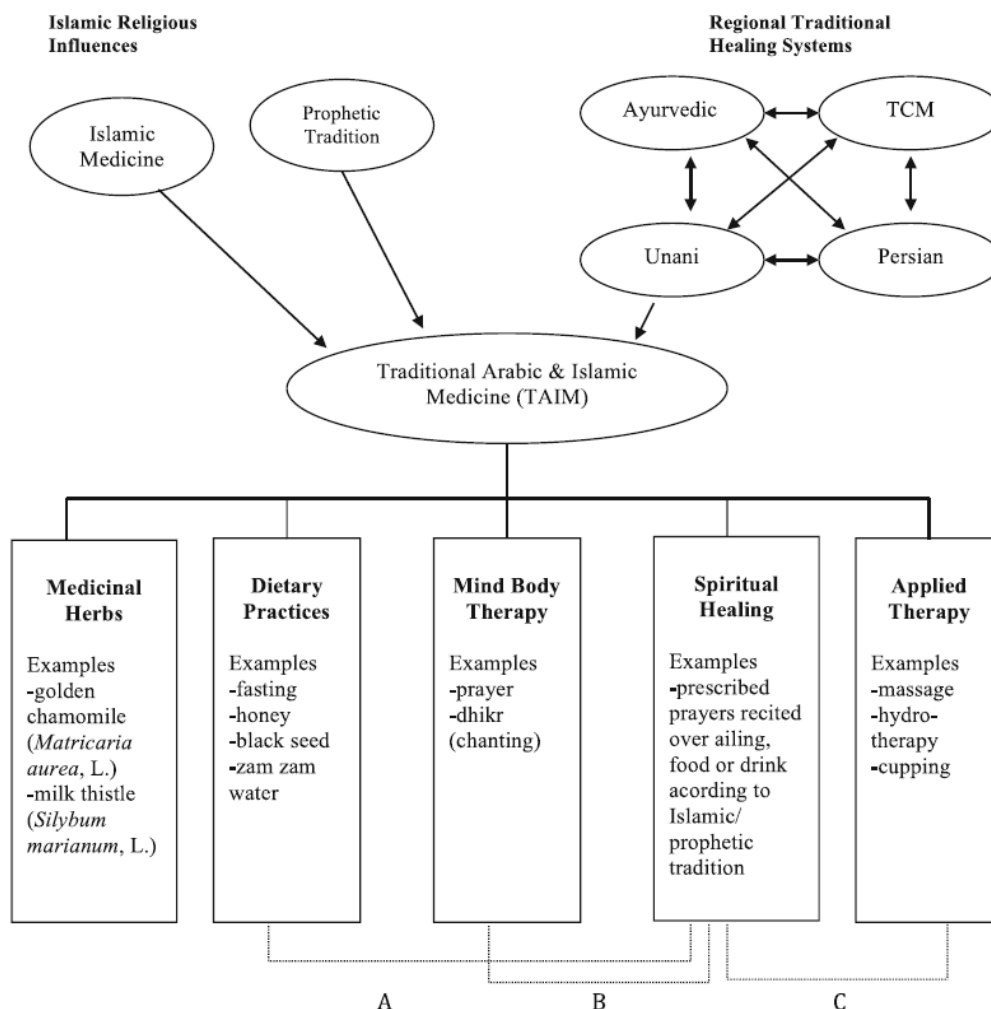 Islamic Religious
Influences
Regional Traditional
Healing Systems
Islamic
Medicine
Prophetic
Tradition
Ayurvedic
TCM
Unani
Persian
Traditional Arabic & Islamic
Medicine (TAIM)
Medicinal
Herbs
Examples
-golden
chamomile
(Matricaria
aurea, L.)
-milk thistle
(Silybum
marianum, L.)
Dietary
Practices
Examples
-fasting
-honey
-black seed
-zam zam
water
Mind Body
Therapy
Examples
-prayer
-dhikr
(chanting)
Spiritual
Healing
Examples
-prescribed
prayers recited
over ailing,
food or drink
acording to
Islamic/
prophetic
tradition
Applied
Therapy
Examples
-massage
-hydro-
therapy
-cupping
A
B
C